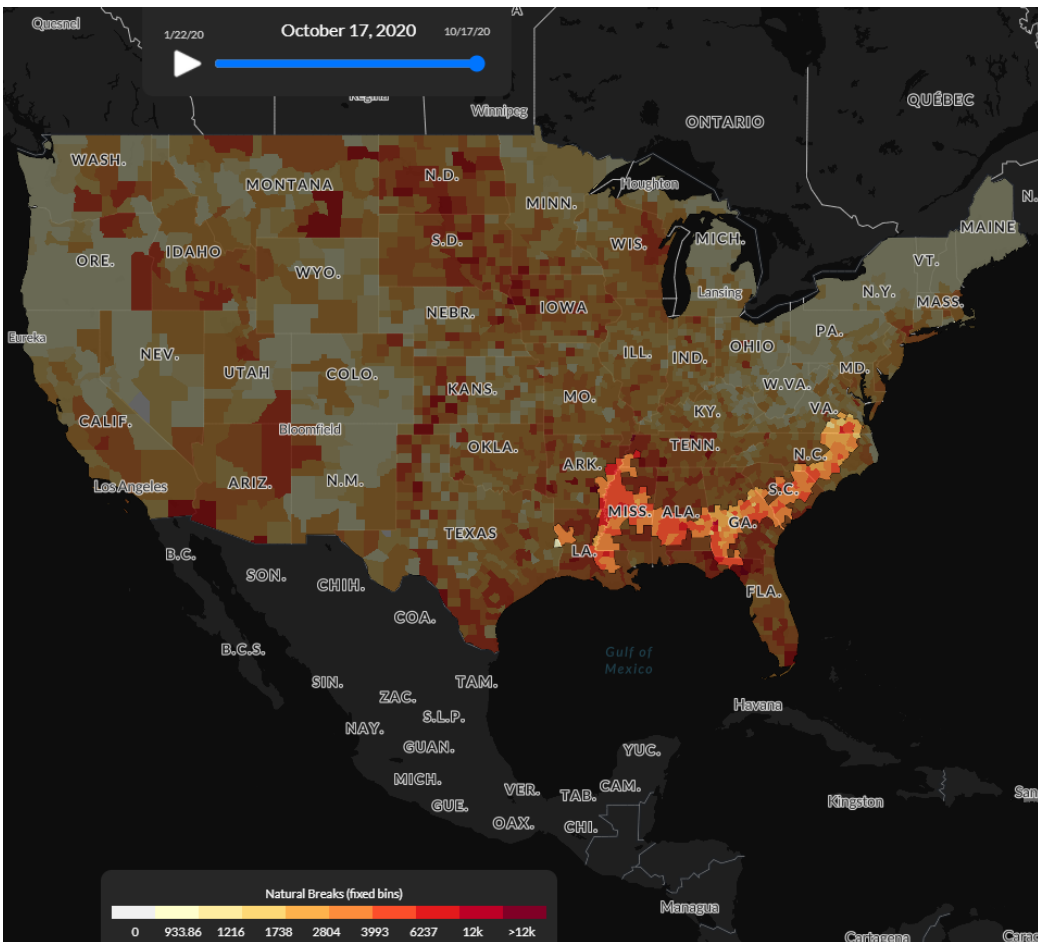 Quesnel
A
1/22/20
October 17, 2020
10/17/20
Regina
Winnipeg
ONTARIO
QUÉBEC
WASH.
MONTANA
N.D.
MINN.
Houghton
N.
MAINE
ORE.
IDAHO
S.D.
WIS.
MICH.
VT.
WYO.
Lansing
N.Y.
MASS.
Eureka
NEBR.
IOWA
PA.
NEV.
ILL.
IND.
OHIO
UTAH
COLO.
KANS.
MO.
W.VA.
MD.
CALIF.
Bloomfield
KY.
VA.
OKLA.
TENN.
N.C.
Los Angeles
ARIZ.
N.M.
ARK.
S.C.
MISS.
ALA.
GA.
TEXAS
LA.
B.C.
SON.
CHIH.
FLA.
COA.
B.C.S.
Gulf of
Mexico
SIN.
ZAC.
TAM.
NAY.
S.L.P.
Havana
GUAN.
YUC.
MICH.
VER.
TAB.
CAM.
GUE.
OAX.
CHI.
Kingston
San
Natural Breaks (fixed bins)
0 933.86 1216 1738 2804 3993 6237 12k >12k
Managua
Cartagena
Carac